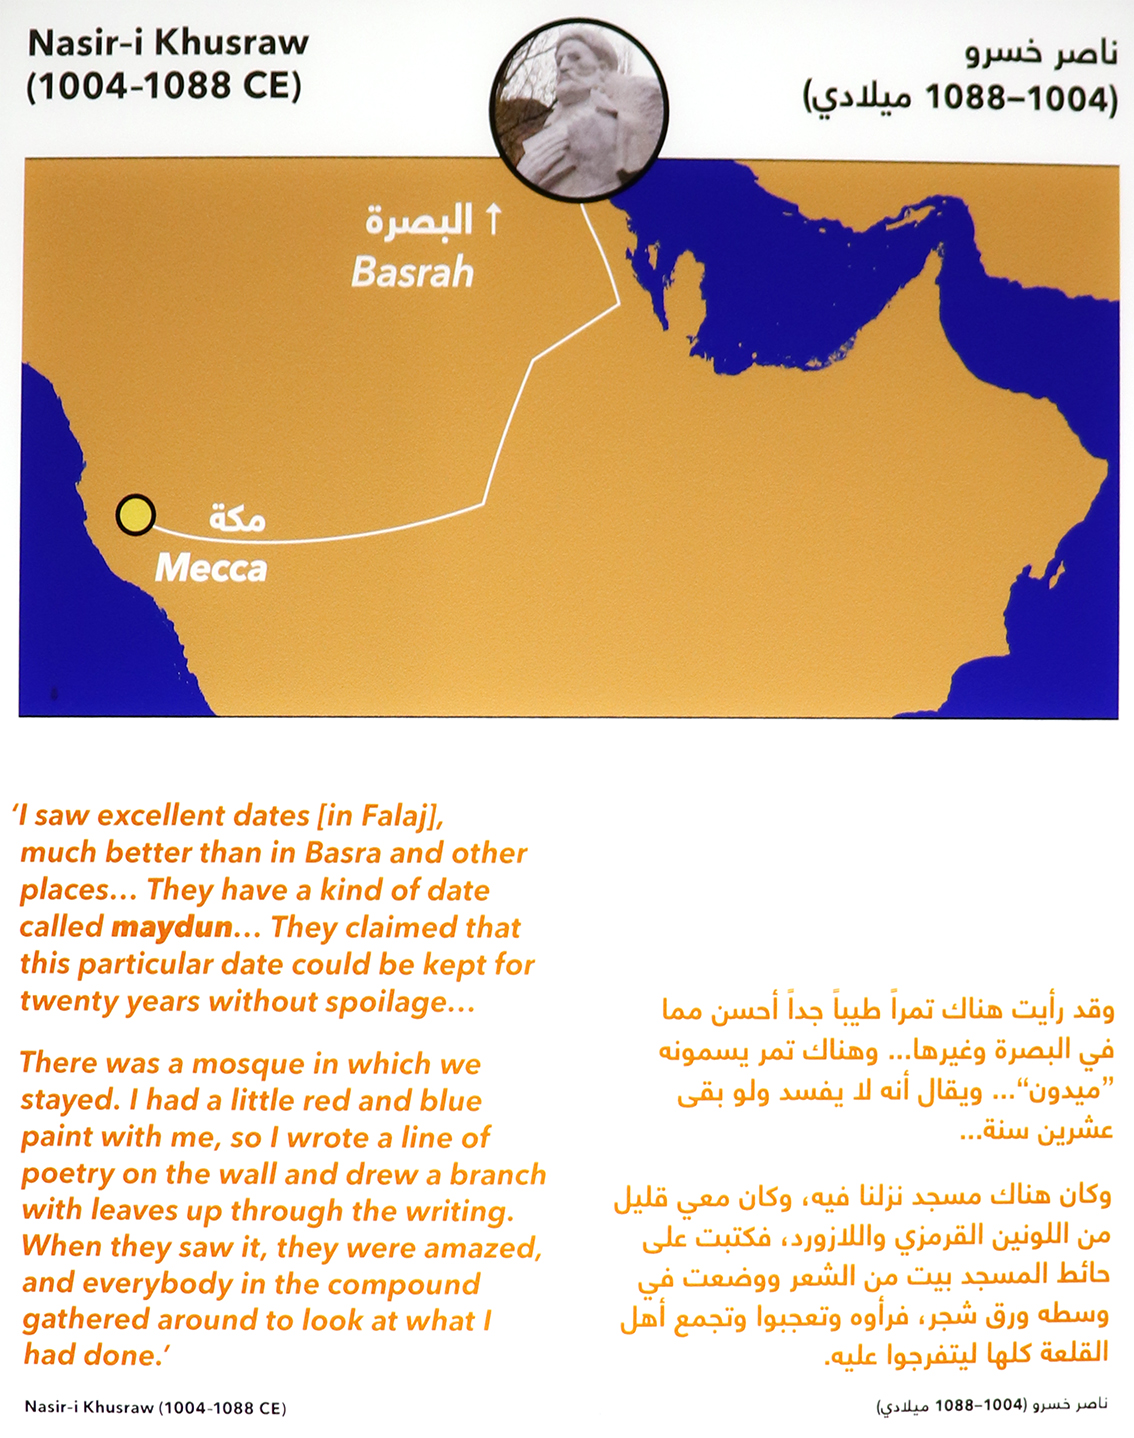 Nasir-i Khusraw
(1004-1088 CE)
ناصر خسرو
(1004–1088 ميلادي)
البصرة ↑
Basrah
مكة
Mecca
‘I saw excellent dates [in Falaj],
much better than in Basra and other
places... They have a kind of date
called maydun... They claimed that
this particular date could be kept for
twenty years without spoilage...
There was a mosque in which we
stayed. I had a little red and blue
paint with me, so I wrote a line of
poetry on the wall and drew a branch
with leaves up through the writing.
When they saw it, they were amazed,
and everybody in the compound
gathered around to look at what I
had done.’
Nasir-i Khusraw (1004-1088 CE)
وقد رأيت هناك تمراً طيباً جداً أحسن مما
في البصرة وغيرها... وهناك تمر يسمونه
”ميدون“... ويقال أنه لا يفسد ولو بقى
عشرين سنة...
وكان هناك مسجد نزلنا فيه، وكان معي قليل
من اللونين القرمزي واللازورد، فكتبت على
حائط المسجد بيت من الشعر ووضعت في
وسطه ورق شجر، فرأوه وتعجبوا وتجمع أهل
القلعة كلها ليتفرجوا عليه.
ناصر خسرو (1004–1088 ميلادي)